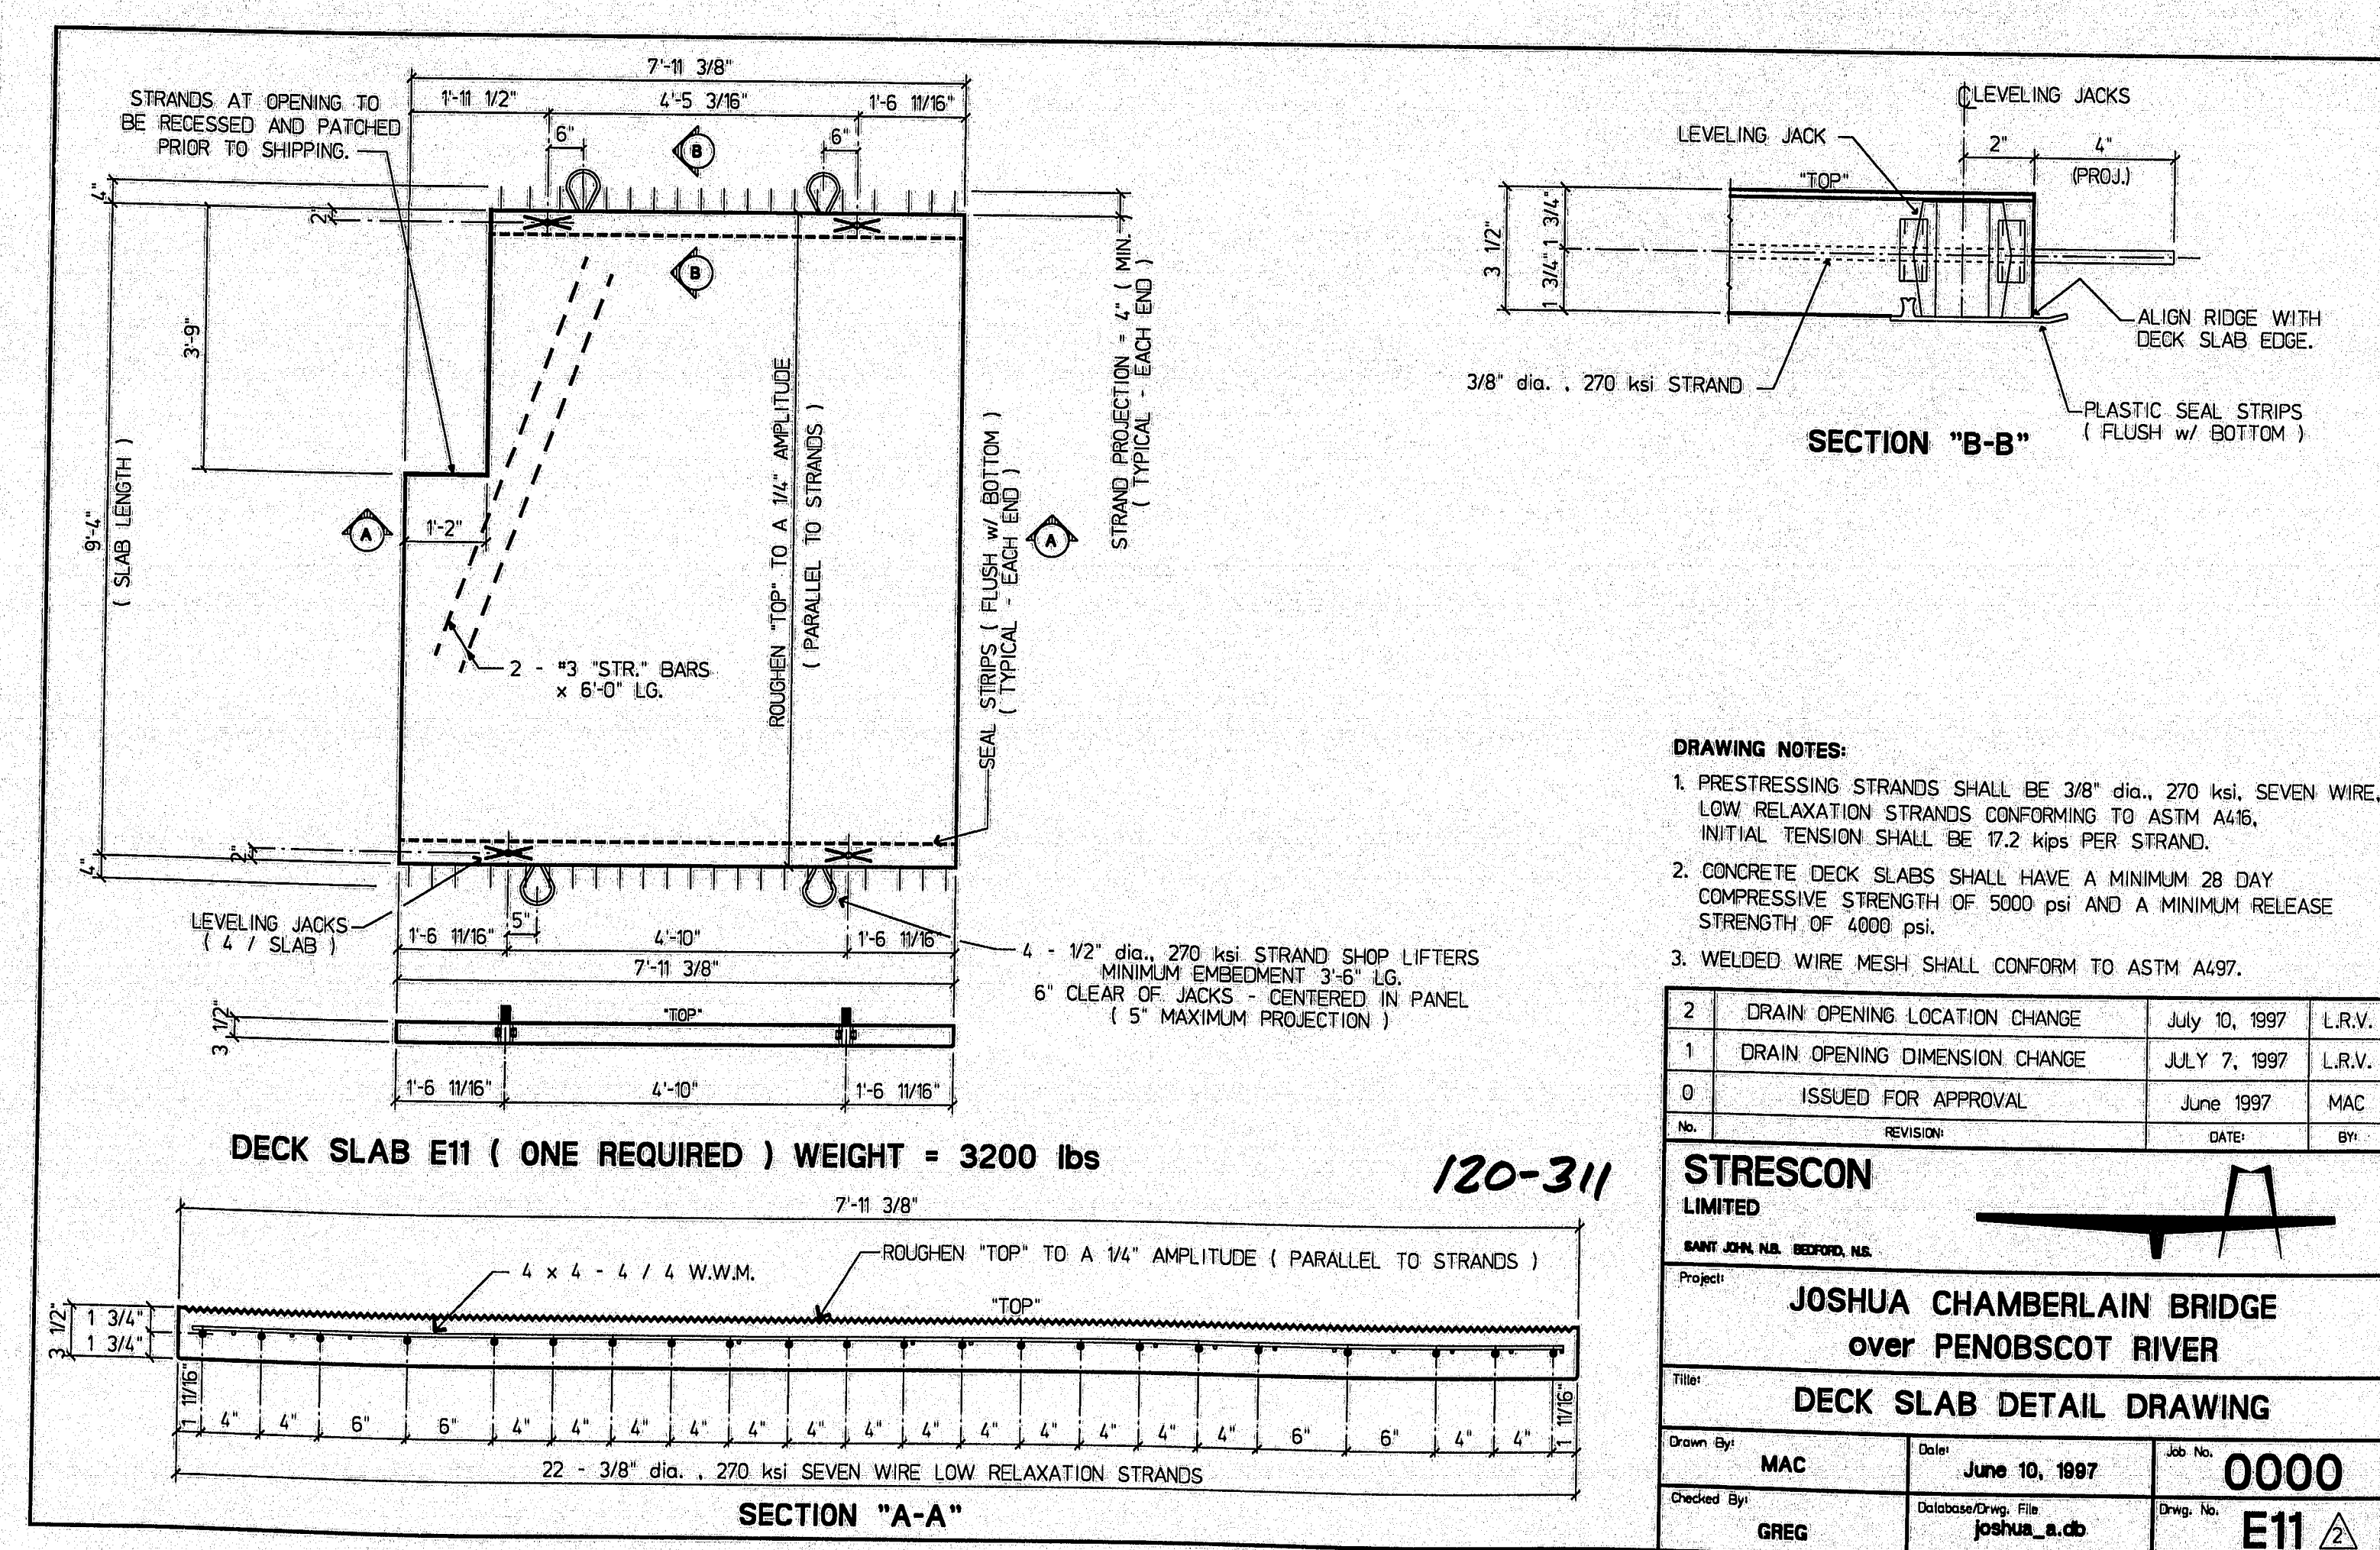 7'-11 3/8"
1'-11 1/2"
4'-5 3/16"
1'-6 11/16"
STRANDS AT OPENING TO
BE RECESSED AND PATCHED
PRIOR TO SHIPPING.
6"
6"
B
4"
2"
B
3'-9"
9'-4"
( SLAB LENGTH )
A
1'-2"
2 - #3 "STR." BARS
x 6'-0" LG.
ROUGHEN "TOP" TO A 1/4" AMPLITUDE
( PARALLEL TO STRANDS )
SEAL STRIPS ( FLUSH w/ BOTTOM )
( TYPICAL - EACH END )
A
STRAND PROJECTION = 4" ( MIN. )
( TYPICAL - EACH END )
2"
4"
LEVELING JACKS
( 4 / SLAB )
5"
1'-6 11/16"
4'-10"
1'-6 11/16"
7'-11 3/8"
4 - 1/2" dia., 270 ksi STRAND SHOP LIFTERS
MINIMUM EMBEDMENT 3'-6" LG.
6" CLEAR OF JACKS - CENTERED IN PANEL
( 5" MAXIMUM PROJECTION )
3 1/2"
"TOP"
1'-6 11/16"
4'-10"
1'-6 11/16"
DECK SLAB E11 ( ONE REQUIRED ) WEIGHT = 3200 lbs
120-311
7'-11 3/8"
4 x 4 - 4 / 4 W.W.M.
ROUGHEN "TOP" TO A 1/4" AMPLITUDE ( PARALLEL TO STRANDS )
"TOP"
3 1/2"
1 3/4"
1 3/4"
1 11/16"
4"
4"
6"
6"
4"
4"
4"
4"
4"
4"
4"
4"
4"
4"
4"
4"
4"
6"
6"
4"
4"
1 11/16"
22 - 3/8" dia. , 270 ksi SEVEN WIRE LOW RELAXATION STRANDS
SECTION "A-A"
℄ LEVELING JACKS
LEVELING JACK
2"
4"
(PROJ.)
"TOP"
3 1/2"
1 3/4"
1 3/4"
ALIGN RIDGE WITH
DECK SLAB EDGE.
3/8" dia. , 270 ksi STRAND
PLASTIC SEAL STRIPS
( FLUSH w/ BOTTOM )
SECTION "B-B"
DRAWING NOTES:
1. PRESTRESSING STRANDS SHALL BE 3/8" dia., 270 ksi, SEVEN WIRE,
LOW RELAXATION STRANDS CONFORMING TO ASTM A416,
INITIAL TENSION SHALL BE 17.2 kips PER STRAND.
2. CONCRETE DECK SLABS SHALL HAVE A MINIMUM 28 DAY
COMPRESSIVE STRENGTH OF 5000 psi AND A MINIMUM RELEASE
STRENGTH OF 4000 psi.
3. WELDED WIRE MESH SHALL CONFORM TO ASTM A497.
2 DRAIN OPENING LOCATION CHANGE July 10, 1997 L.R.V.
1 DRAIN OPENING DIMENSION CHANGE JULY 7, 1997 L.R.V.
0 ISSUED FOR APPROVAL June 1997 MAC
No. REVISION: DATE: BY:
STRESCON
LIMITED
SAINT JOHN, N.B. BEDFORD, N.S.
Project:
JOSHUA CHAMBERLAIN BRIDGE
over PENOBSCOT RIVER
Title:
DECK SLAB DETAIL DRAWING
Drawn By: MAC
Date: June 10, 1997
Job No. 0000
Checked By: GREG
Database/Drwg. File joshua_a.db
Drwg. No. E11 2